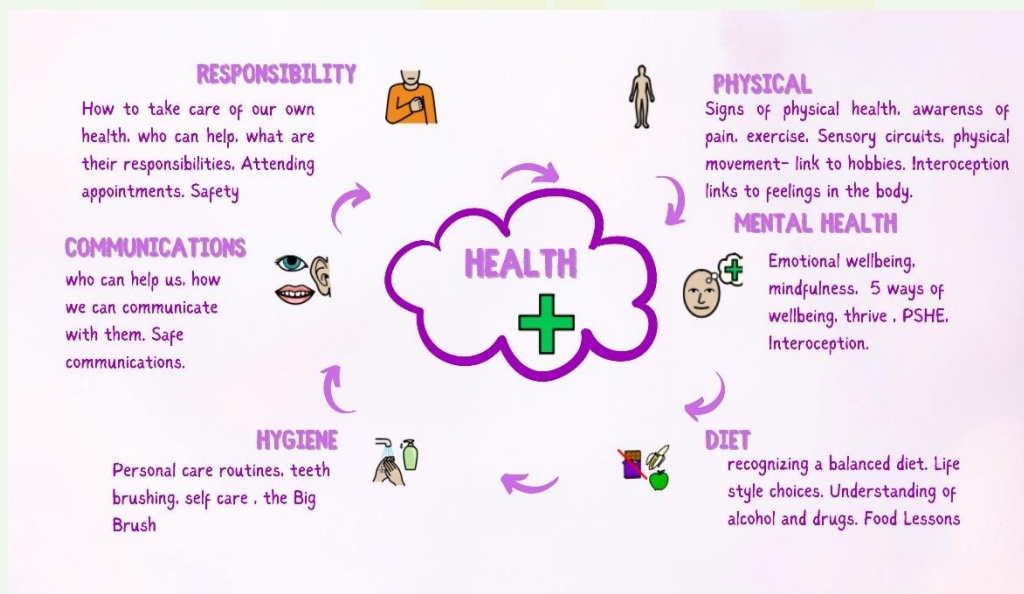 RESPONSIBILITY
How to take care of our own
health. who can help. what are
their responsibilities. Attending
appointments. Safety
PHYSICAL
Signs of physical health. awarenss of
pain. exercise. Sensory circuits. physical
movement- link to hobbies. Interoception
links to feelings in the body.
COMMUNICATIONS
who can help us. how
we can communicate
with them. Safe
communications.
HEALTH
MENTAL HEALTH
Emotional wellbeing.
mindfulness. 5 ways of
wellbeing. thrive . PSHE.
Interoception.
HYGIENE
Personal care routines. teeth
brushing. self care . the Big
Brush
DIET
recognizing a balanced diet. Life
style choices. Understanding of
alcohol and drugs. Food Lessons